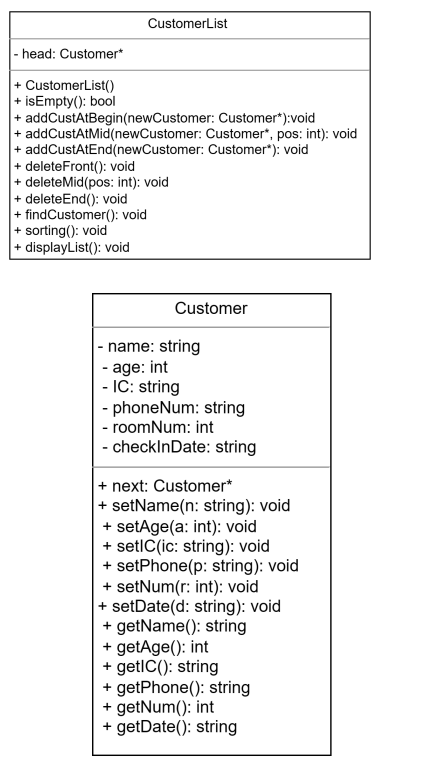 CustomerList
- head: Customer*
+ CustomerList()
+ isEmpty(): bool
+ addCustAtBegin(newCustomer: Customer*):void
+ addCustAtMid(newCustomer: Customer*, pos: int): void
+ addCustAtEnd(newCustomer: Customer*): void
+ deleteFront(): void
+ deleteMid(pos: int): void
+ deleteEnd(): void
+ findCustomer(): void
+ sorting(): void
+ displayList(): void
Customer
- name: string
- age: int
- IC: string
- phoneNum: string
- roomNum: int
- checkInDate: string
+ next: Customer*
+ setName(n: string): void
+ setAge(a: int): void
+ setIC(ic: string): void
+ setPhone(p: string): void
+ setNum(r: int): void
+ setDate(d: string): void
+ getName(): string
+ getAge(): int
+ getIC(): string
+ getPhone(): string
+ getNum(): int
+ getDate(): string